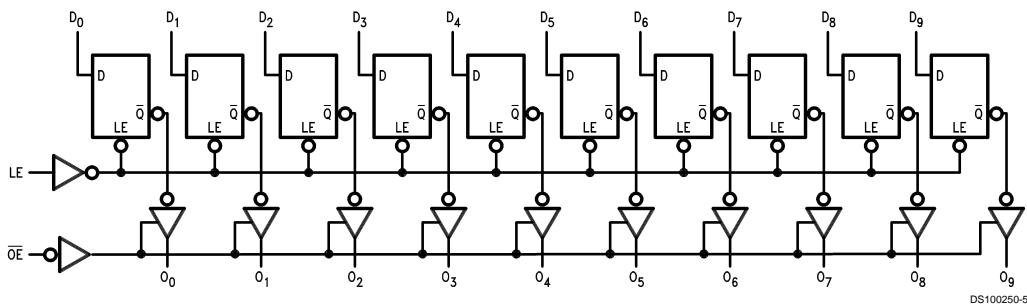 D0 D1 D2 D3 D4 D5 D6 D7 D8 D9
D D D D D D D D D D
Q̅ Q̅ Q̅ Q̅ Q̅ Q̅ Q̅ Q̅ Q̅ Q̅
LE LE LE LE LE LE LE LE LE LE
LE
O̅E̅
O0 O1 O2 O3 O4 O5 O6 O7 O8 O9
DS100250-5